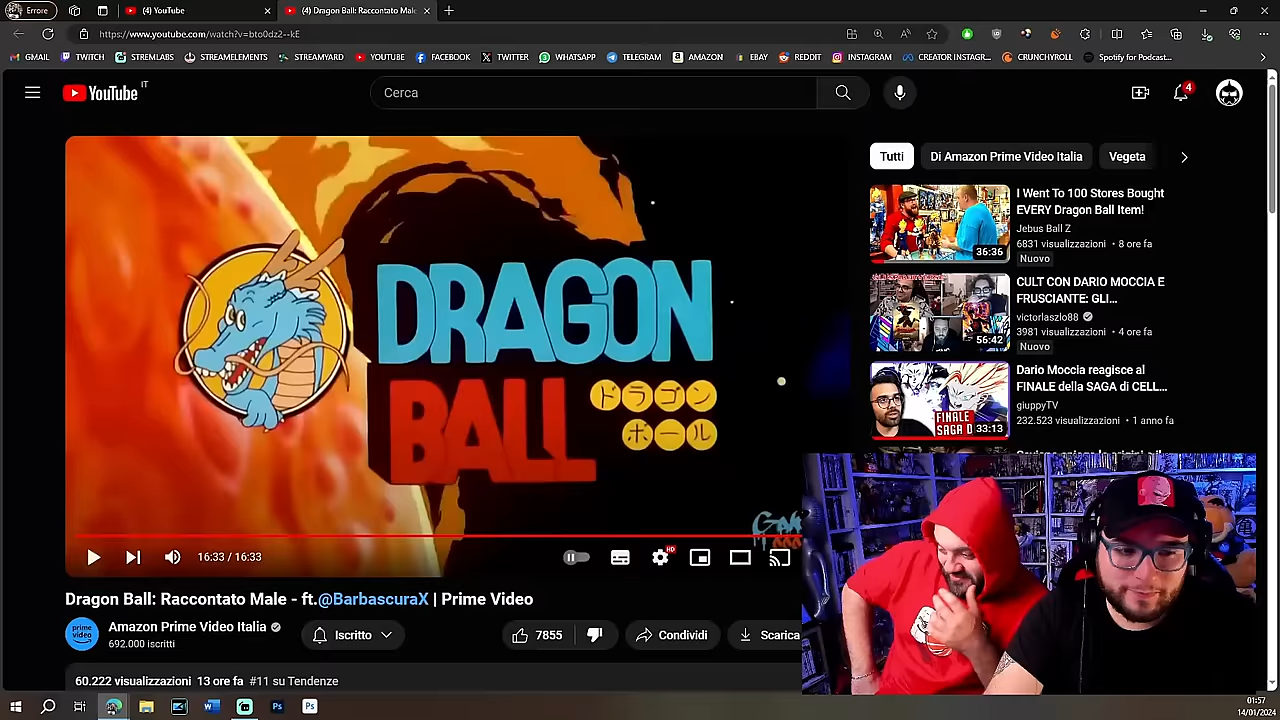 Errore
(4) YouTube
(4) Dragon Ball: Raccontato Male
https://www.youtube.com/watch?v=bto0dz2--kE
GMAIL
TWITCH
STREMLABS
STREAMELEMENTS
STREAMYARD
YOUTUBE
FACEBOOK
TWITTER
WHATSAPP
TELEGRAM
AMAZON
EBAY
REDDIT
INSTAGRAM
CREATOR INSTAGR...
CRUNCHYROLL
Spotify for Podcast...
YouTube IT
Cerca
4
Tutti
Di Amazon Prime Video Italia
Vegeta
DRAGON
BALL
ドラゴン
ボール
16:33 / 16:33
HD
Dragon Ball: Raccontato Male - ft.@BarbascuraX | Prime Video
prime video
Amazon Prime Video Italia
692.000 iscritti
Iscritto
7855
Condividi
Scarica
60.222 visualizzazioni 13 ore fa #11 su Tendenze
36:36
I Went To 100 Stores Bought
EVERY Dragon Ball Item!
Jebus Ball Z
6831 visualizzazioni • 8 ore fa
Nuovo
56:42
CULT CON DARIO MOCCIA E
FRUSCIANTE: GLI...
victorlaszlo88
3981 visualizzazioni • 4 ore fa
Nuovo
FINALE
SAGA D
33:13
Dario Moccia reagisce al
FINALE della SAGA di CELL...
giuppyTV
232.523 visualizzazioni • 1 anno fa
01:57
14/01/2024